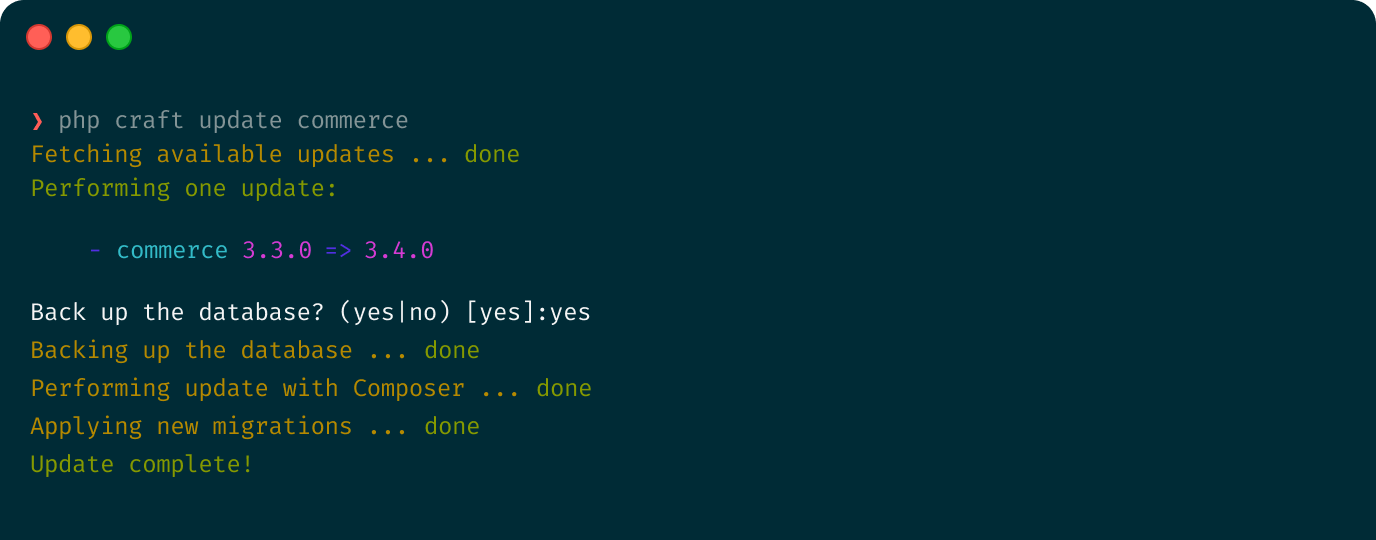 ❯ php craft update commerce
Fetching available updates ... done
Performing one update:
- commerce 3.3.0 => 3.4.0
Back up the database? (yes|no) [yes]:yes
Backing up the database ... done
Performing update with Composer ... done
Applying new migrations ... done
Update complete!